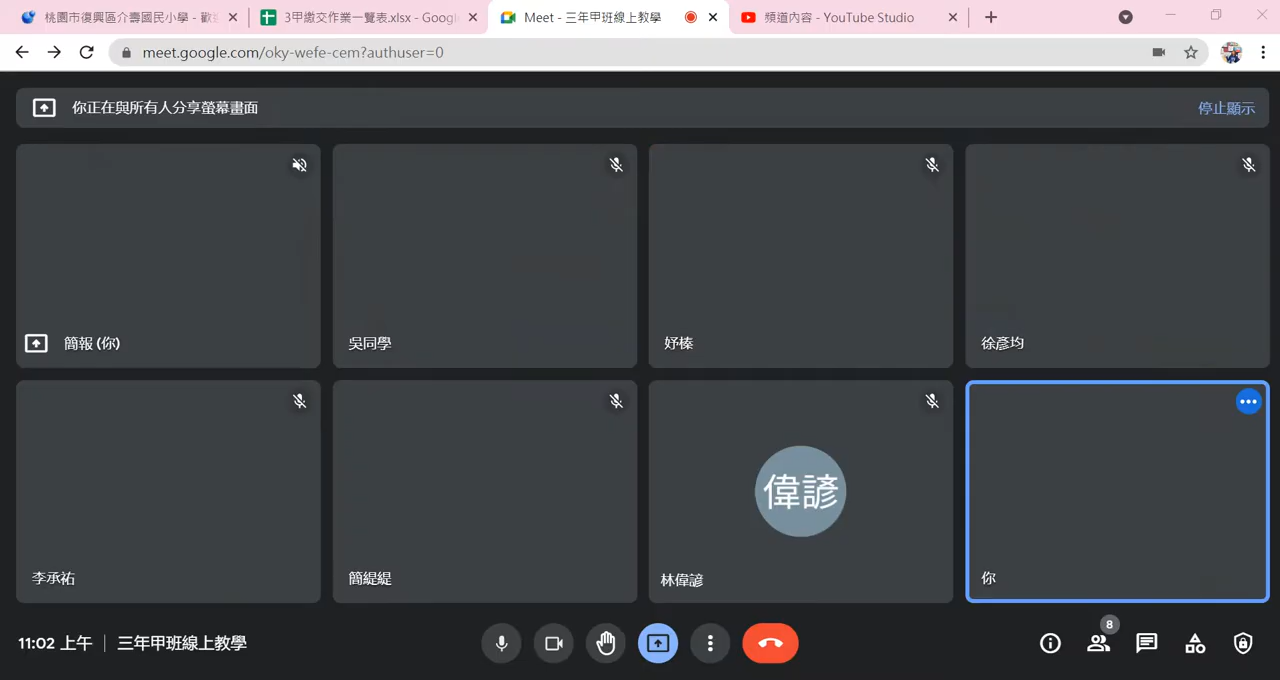 桃園市復興區介壽國民小學 - 歡迎
3甲繳交作業一覽表.xlsx - Google
Meet - 三年甲班線上教學
頻道內容 - YouTube Studio
meet.google.com/oky-wefe-cem?authuser=0
你正在與所有人分享螢幕畫面
停止顯示
簡報 (你)
吳同學
妤榛
徐彥均
偉諺
李承祐
簡緹緹
林偉諺
你
11:02 上午
三年甲班線上教學
8